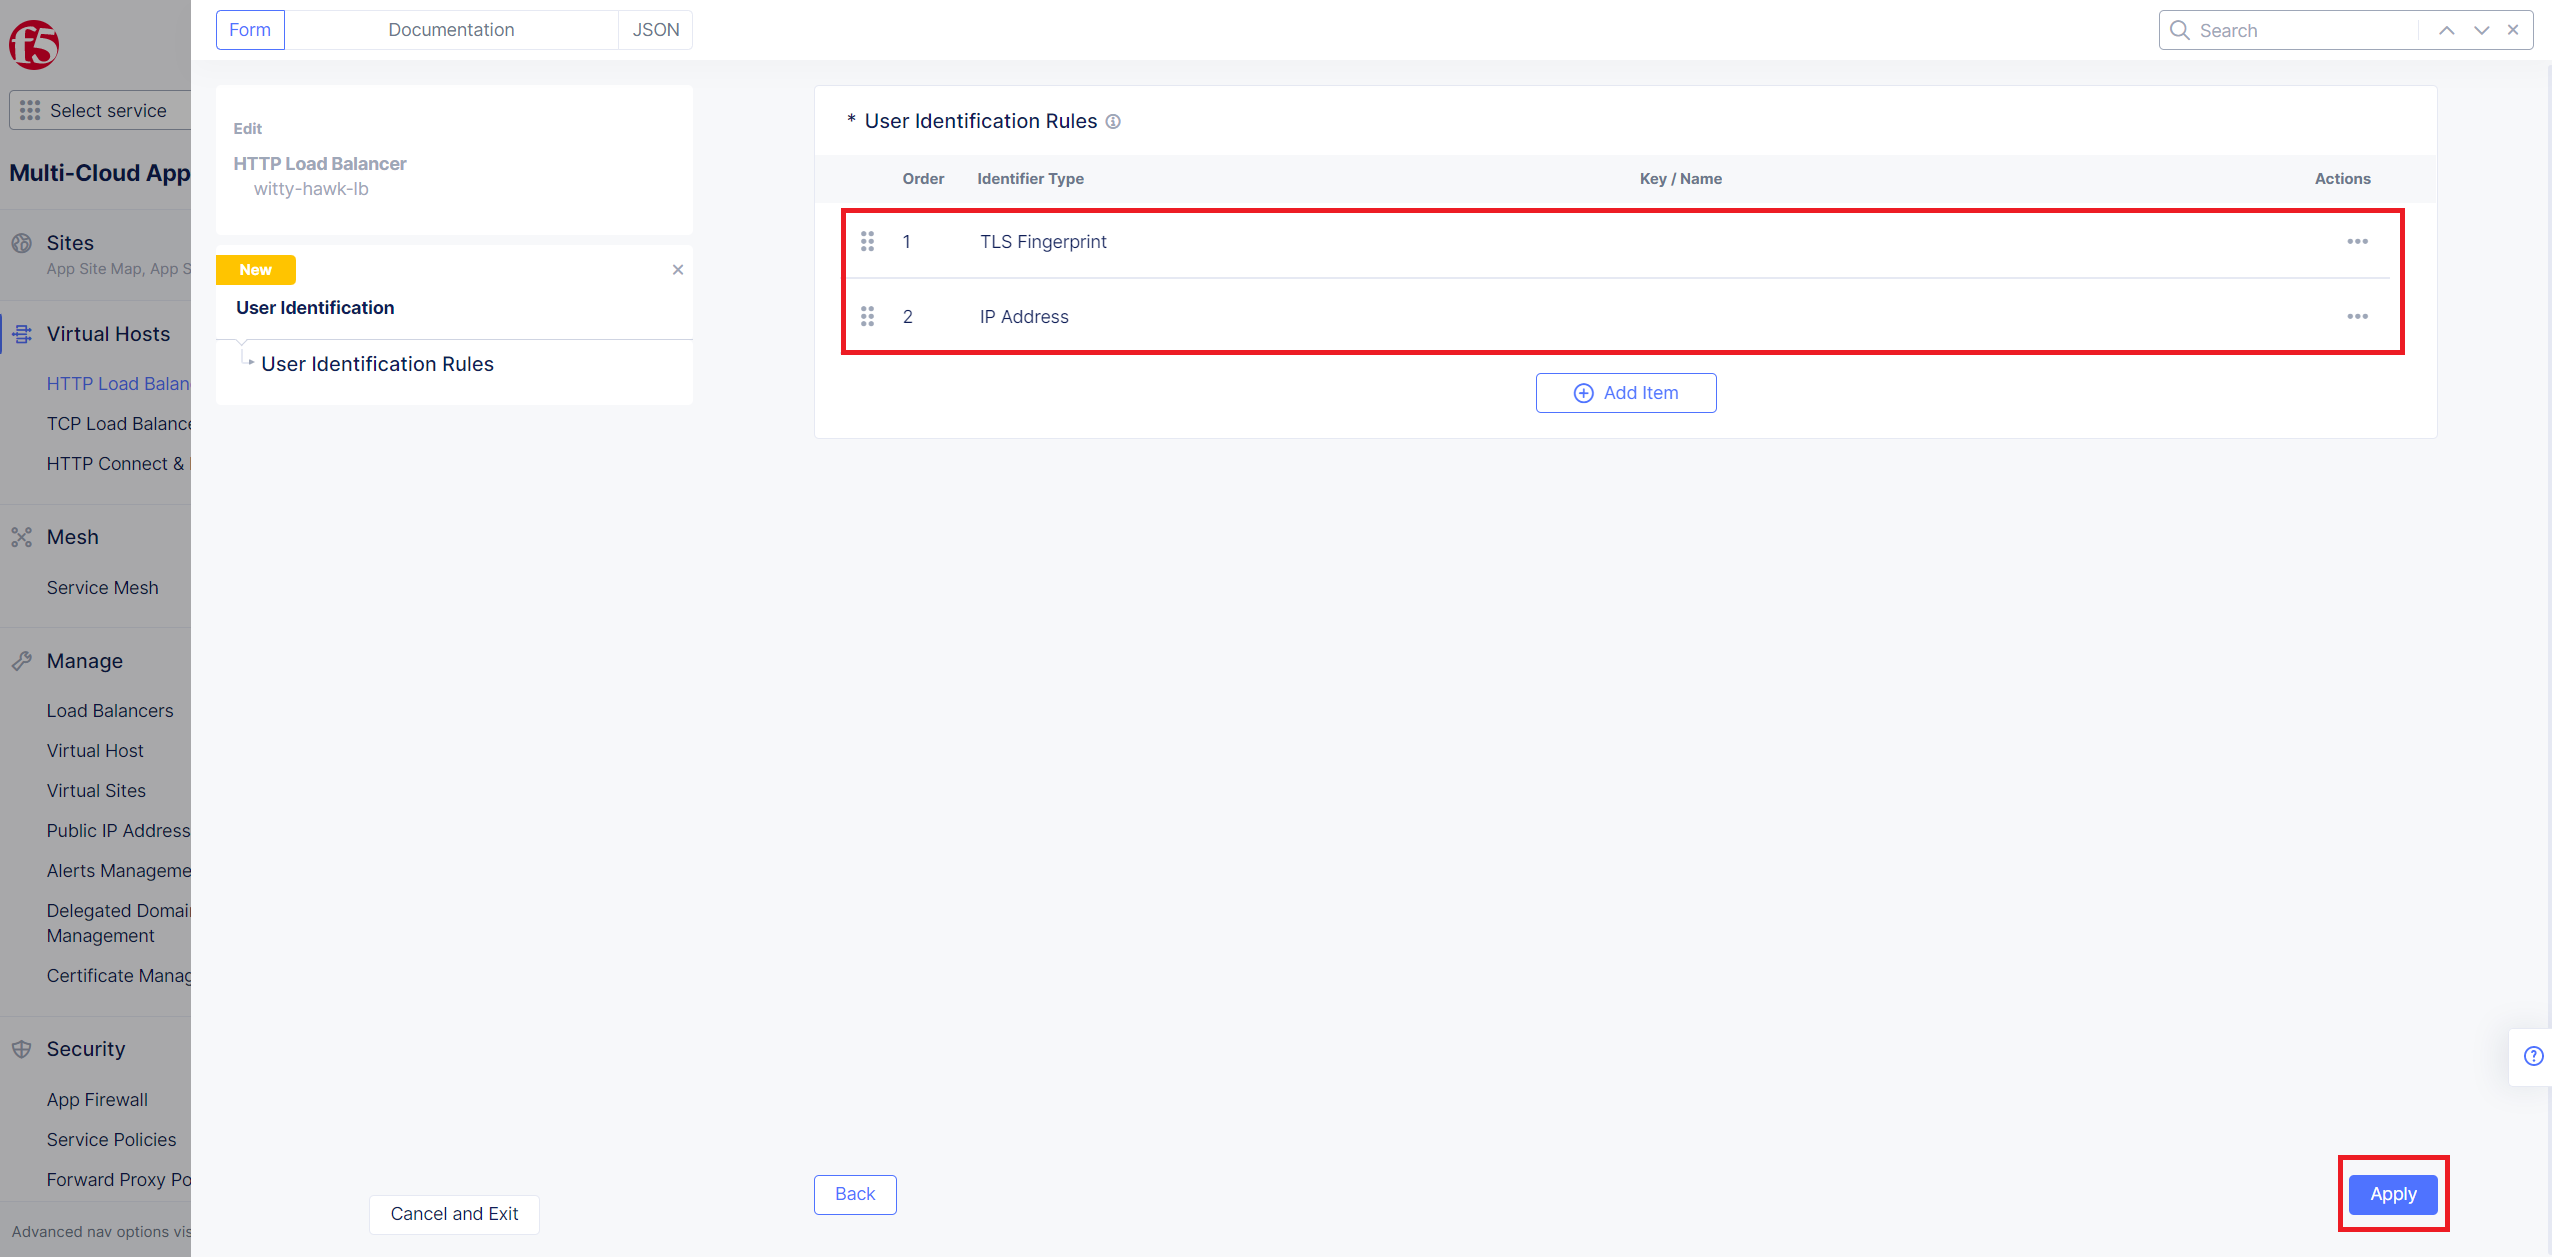 f5
Select service
Multi-Cloud App
Sites
App Site Map, App S
Virtual Hosts
HTTP Load Balan
TCP Load Balance
HTTP Connect &
Mesh
Service Mesh
Manage
Load Balancers
Virtual Host
Virtual Sites
Public IP Address
Alerts Manageme
Delegated Domai
Management
Certificate Manag
Security
App Firewall
Service Policies
Forward Proxy Po
Advanced nav options vis
Form
Documentation
JSON
Search
Edit
HTTP Load Balancer
witty-hawk-lb
New
User Identification
User Identification Rules
Cancel and Exit
* User Identification Rules
Order Identifier Type Key / Name Actions
1 TLS Fingerprint
2 IP Address
Add Item
Back
Apply